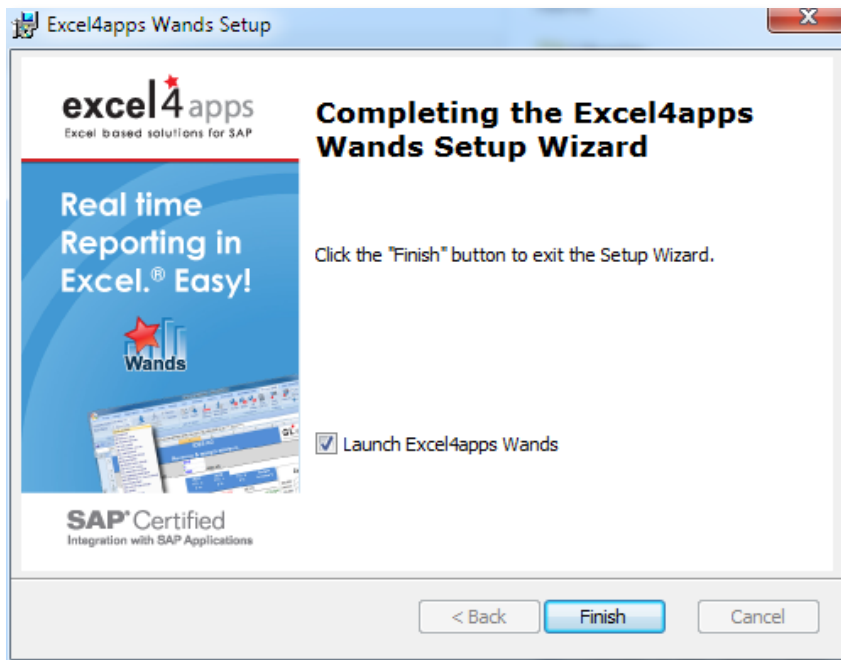 Excel4apps Wands Setup
excel4apps
Excel based solutions for SAP
Real time
Reporting in
Excel.® Easy!
Wands
SAP® Certified
Integration with SAP Applications
Completing the Excel4apps
Wands Setup Wizard
Click the "Finish" button to exit the Setup Wizard.
Launch Excel4apps Wands
< Back
Finish
Cancel